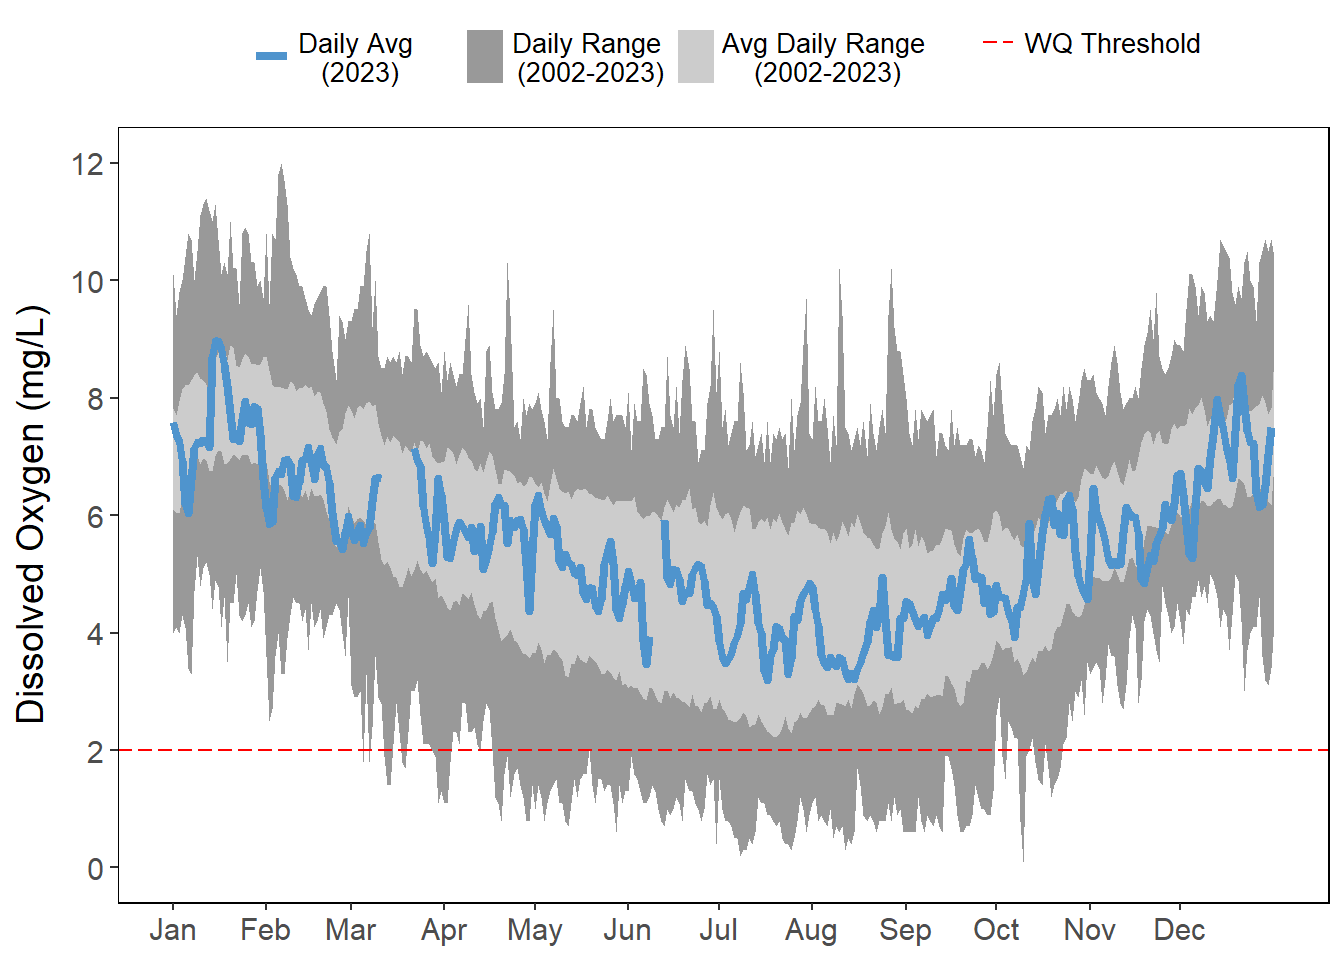 Daily Avg
(2023)
Daily Range
(2002-2023)
Avg Daily Range
(2002-2023)
WQ Threshold
Dissolved Oxygen (mg/L)
12
10
8
6
4
2
0
Jan Feb Mar Apr May Jun Jul Aug Sep Oct Nov Dec